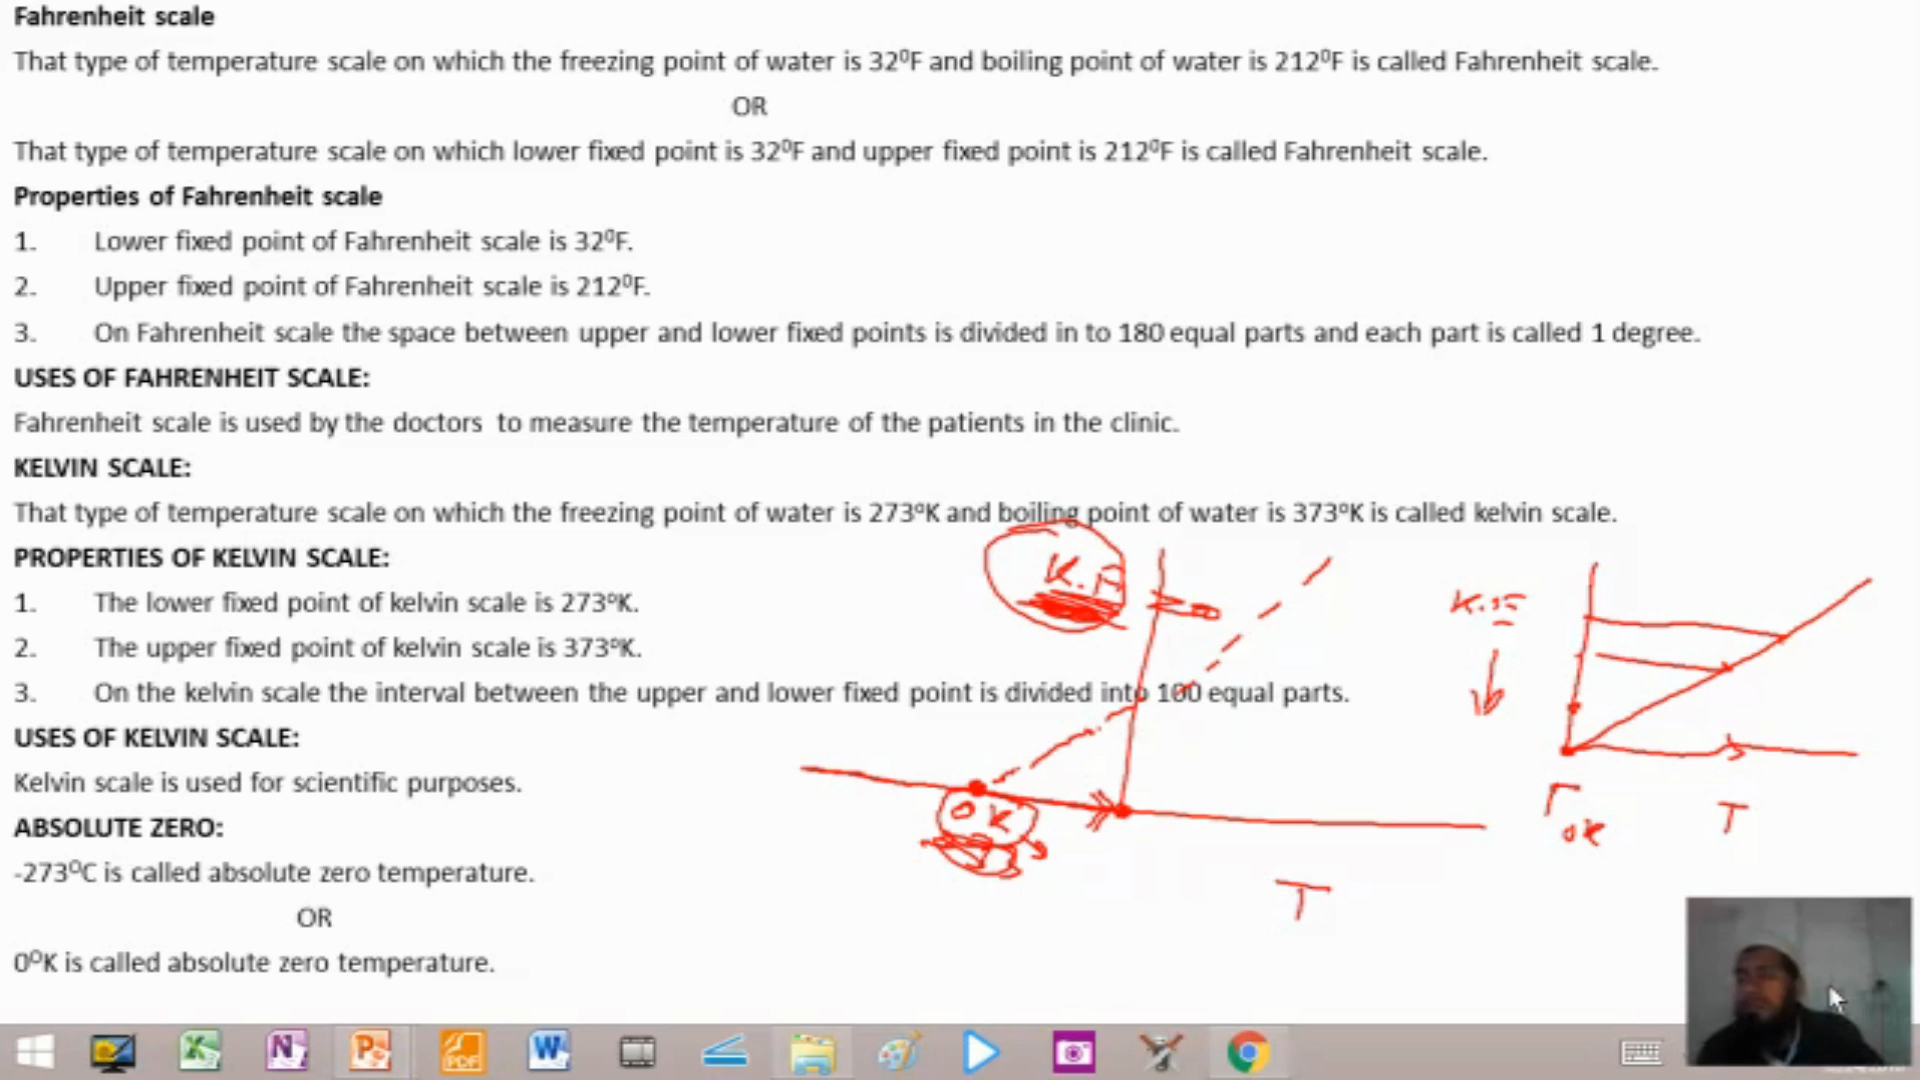 Fahrenheit scale
That type of temperature scale on which the freezing point of water is 32⁰F and boiling point of water is 212⁰F is called Fahrenheit scale.
OR
That type of temperature scale on which lower fixed point is 32⁰F and upper fixed point is 212⁰F is called Fahrenheit scale.
Properties of Fahrenheit scale
1. Lower fixed point of Fahrenheit scale is 32⁰F.
2. Upper fixed point of Fahrenheit scale is 212⁰F.
3. On Fahrenheit scale the space between upper and lower fixed points is divided in to 180 equal parts and each part is called 1 degree.
USES OF FAHRENHEIT SCALE:
Fahrenheit scale is used by the doctors to measure the temperature of the patients in the clinic.
KELVIN SCALE:
That type of temperature scale on which the freezing point of water is 273ᵒK and boiling point of water is 373ᵒK is called kelvin scale.
PROPERTIES OF KELVIN SCALE:
1. The lower fixed point of kelvin scale is 273ᵒK.
2. The upper fixed point of kelvin scale is 373ᵒK.
3. On the kelvin scale the interval between the upper and lower fixed point is divided into 100 equal parts.
USES OF KELVIN SCALE:
Kelvin scale is used for scientific purposes.
ABSOLUTE ZERO:
-273⁰C is called absolute zero temperature.
OR
0⁰K is called absolute zero temperature.
K.E
OK
T
OK
T